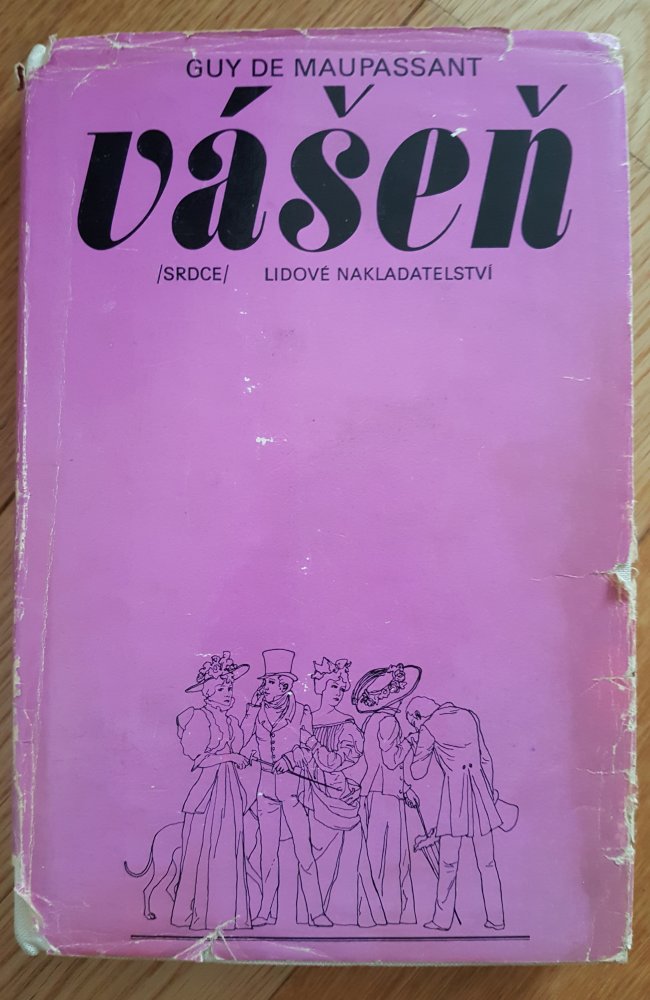 GUY DE MAUPASSANT
vášeň
/SRDCE/ LIDOVÉ NAKLADATELSTVÍ